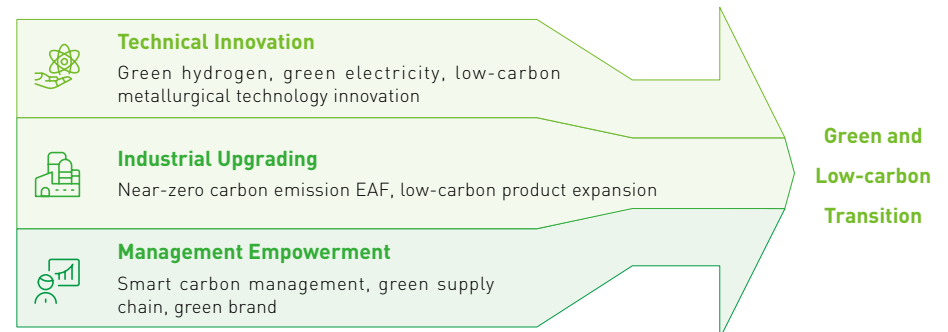 Technical Innovation
Green hydrogen, green electricity, low-carbon
metallurgical technology innovation
Industrial Upgrading
Near-zero carbon emission EAF, low-carbon product expansion
Management Empowerment
Smart carbon management, green supply
chain, green brand
Green and
Low-carbon
Transition